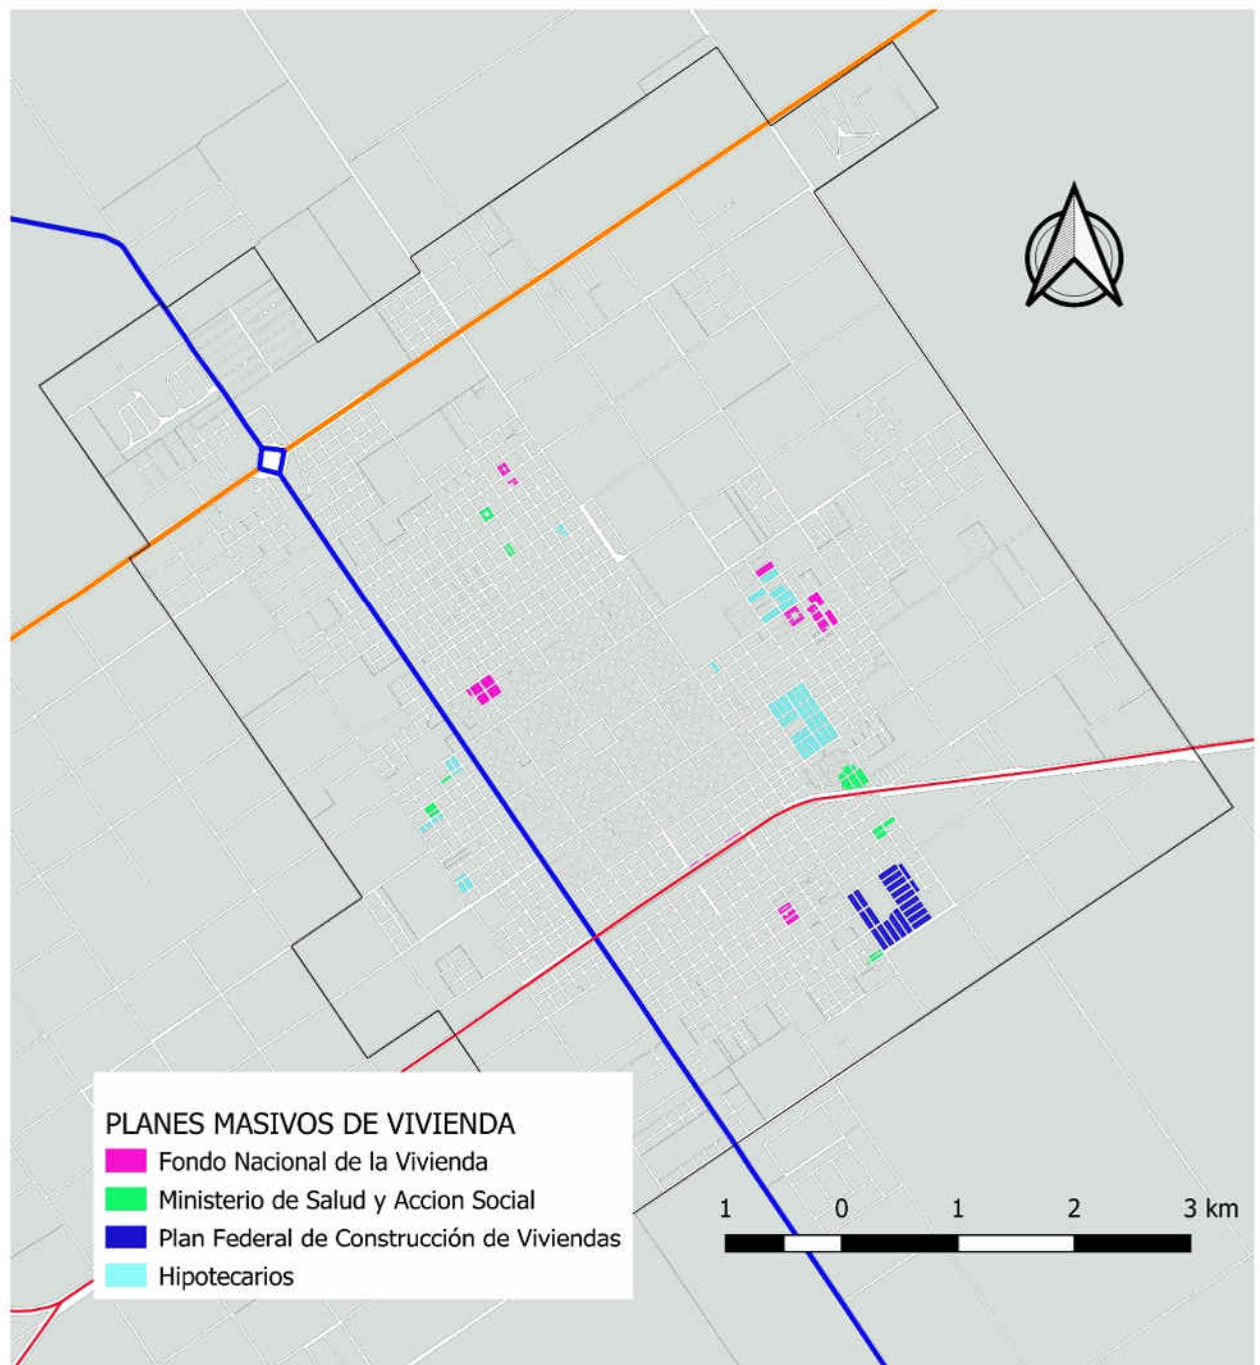 PLANES MASIVOS DE VIVIENDA
Fondo Nacional de la Vivienda
Ministerio de Salud y Accion Social
Plan Federal de Construcción de Viviendas
Hipotecarios
1 0 1 2 3 km